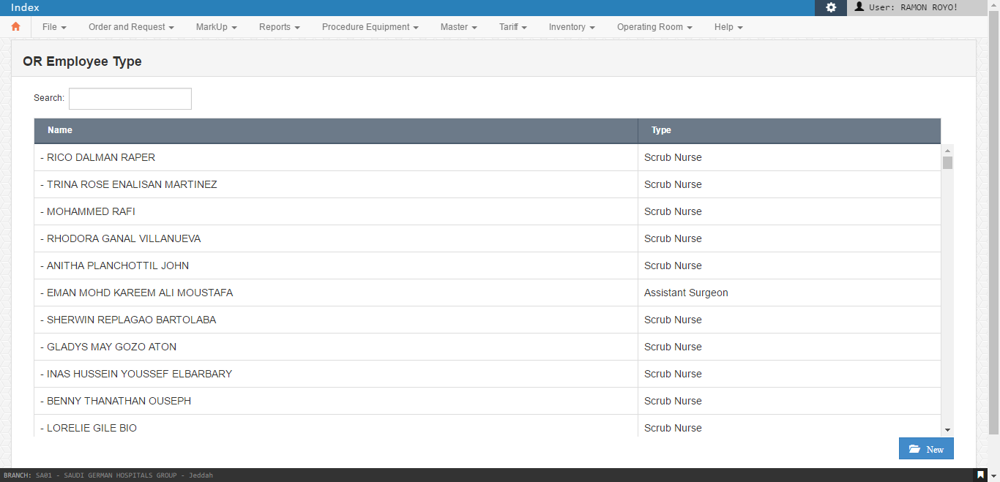 Index
User: RAMON ROYO!
File Order and Request MarkUp Reports Procedure Equipment Master Tariff Inventory Operating Room Help
OR Employee Type
Search:
Name Type
- RICO DALMAN RAPER Scrub Nurse
- TRINA ROSE ENALISAN MARTINEZ Scrub Nurse
- MOHAMMED RAFI Scrub Nurse
- RHODORA GANAL VILLANUEVA Scrub Nurse
- ANITHA PLANCHOTTIL JOHN Scrub Nurse
- EMAN MOHD KAREEM ALI MOUSTAFA Assistant Surgeon
- SHERWIN REPLAGAO BARTOLABA Scrub Nurse
- GLADYS MAY GOZO ATON Scrub Nurse
- INAS HUSSEIN YOUSSEF ELBARBARY Scrub Nurse
- BENNY THANATHAN OUSEPH Scrub Nurse
- LORELIE GILE BIO Scrub Nurse
New
BRANCH: SA01 - SAUDI GERMAN HOSPITALS GROUP - Jeddah